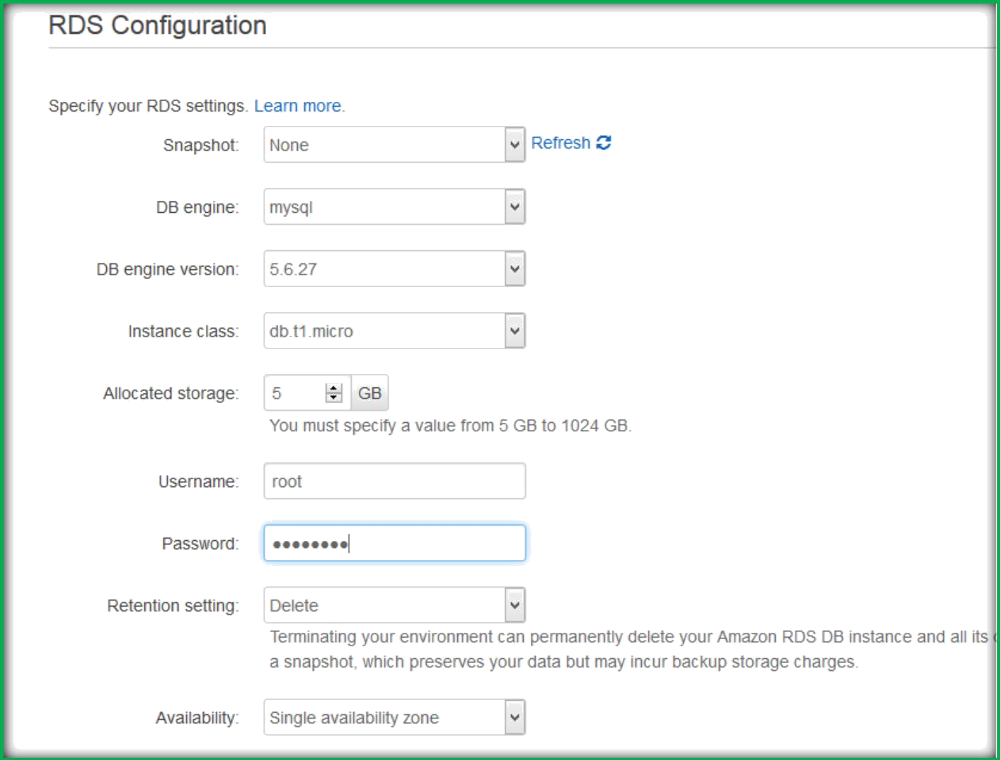 RDS Configuration
Specify your RDS settings. Learn more.
Snapshot: None Refresh
DB engine: mysql
DB engine version: 5.6.27
Instance class: db.t1.micro
Allocated storage: 5 GB
You must specify a value from 5 GB to 1024 GB.
Username: root
Password: ●●●●●●●●
Retention setting: Delete
Terminating your environment can permanently delete your Amazon RDS DB instance and all its
a snapshot, which preserves your data but may incur backup storage charges.
Availability: Single availability zone